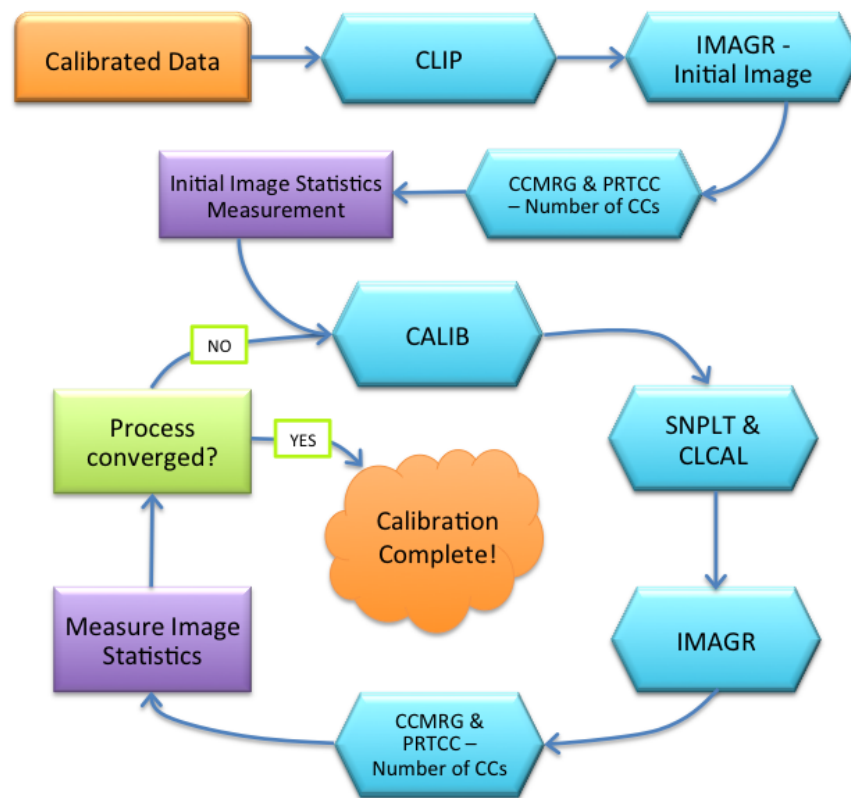 Calibrated Data
CLIP
IMAGR -
Initial Image
Initial Image Statistics
Measurement
CCMRG & PRTCC
– Number of CCs
CALIB
NO
Process
converged?
YES
SNPLT &
CLCAL
Calibration
Complete!
Measure Image
Statistics
IMAGR
CCMRG &
PRTCC –
Number of CCs